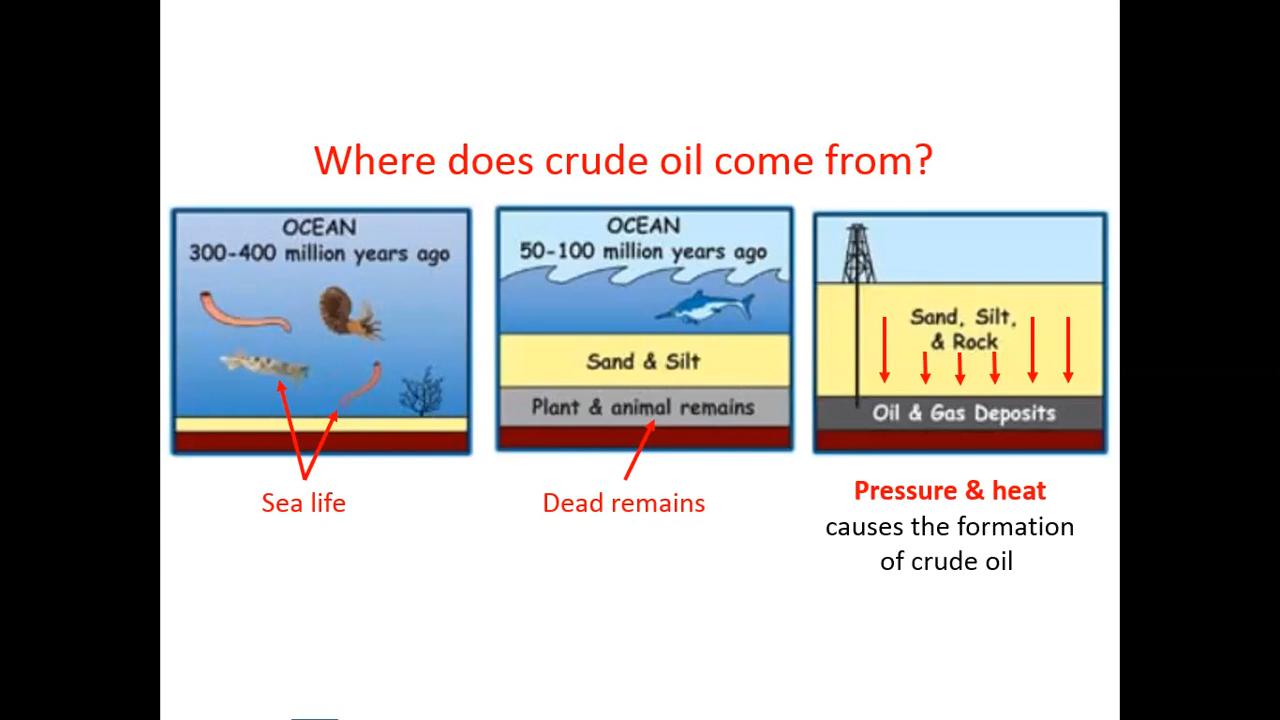 Where does crude oil come from?
OCEAN
300-400 million years ago
Sea life
OCEAN
50-100 million years ago
Sand & Silt
Plant & animal remains
Dead remains
Sand, Silt,
& Rock
Oil & Gas Deposits
Pressure & heat
causes the formation
of crude oil